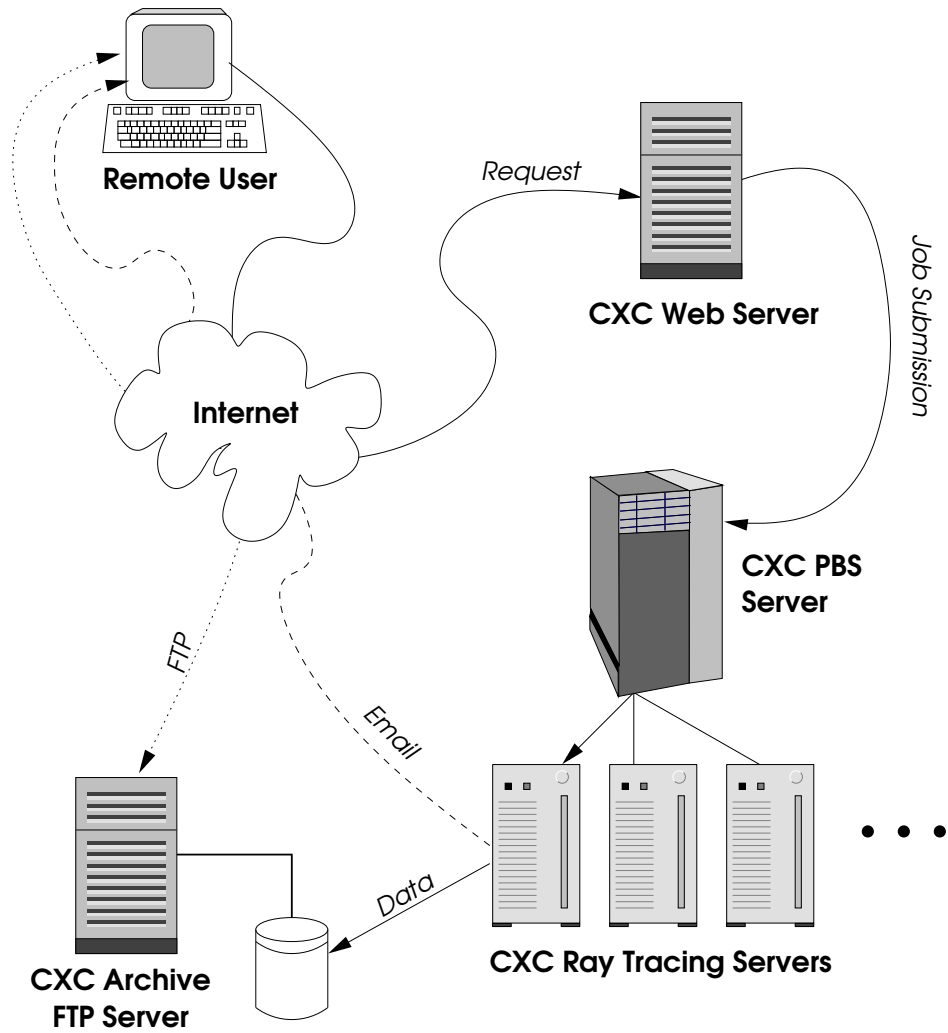 Remote User
Request
CXC Web Server
Job Submission
Internet
CXC PBS
Server
FTP
Email
Data
CXC Ray Tracing Servers
CXC Archive
FTP Server